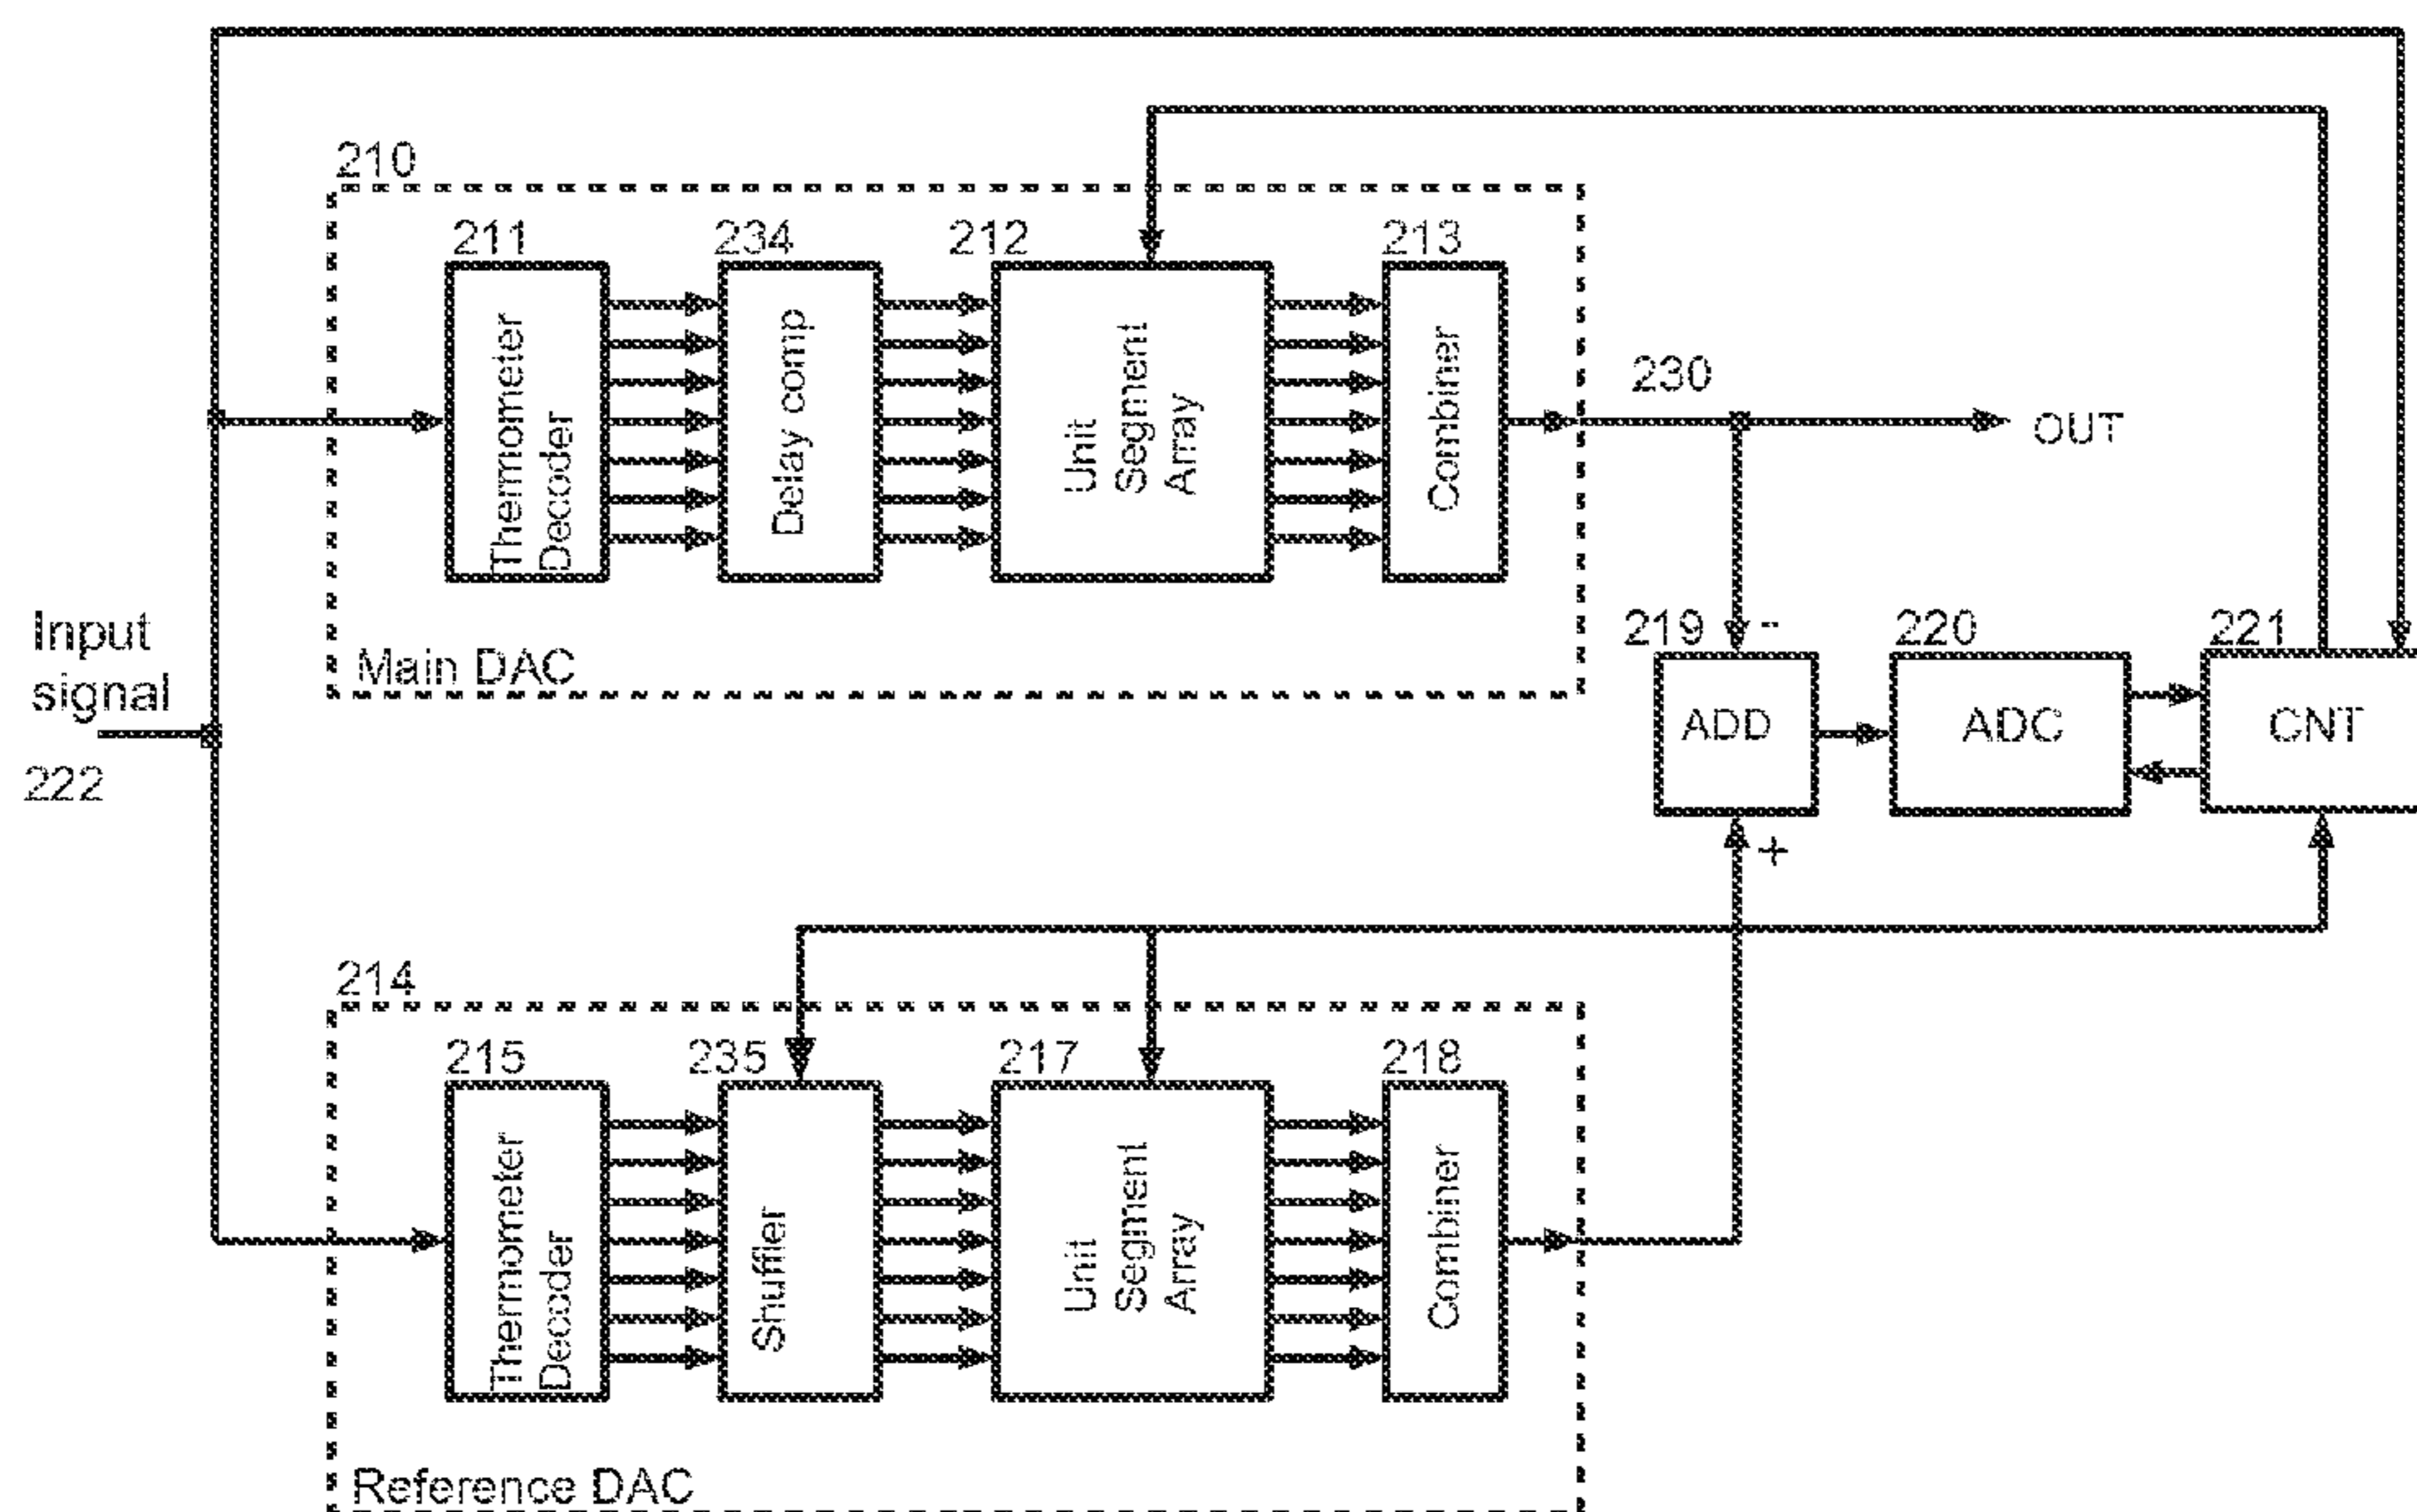 210
211
234
212
213
Thermometer
Decoder
Delay comp
Unit
Segment
Array
Combiner
230
OUT
Main DAC
Input
signal
222
219
-
220
221
ADD
ADC
CNT
+
214
215
235
217
218
Thermometer
Decoder
Shuffler
Unit
Segment
Array
Combiner
Reference DAC